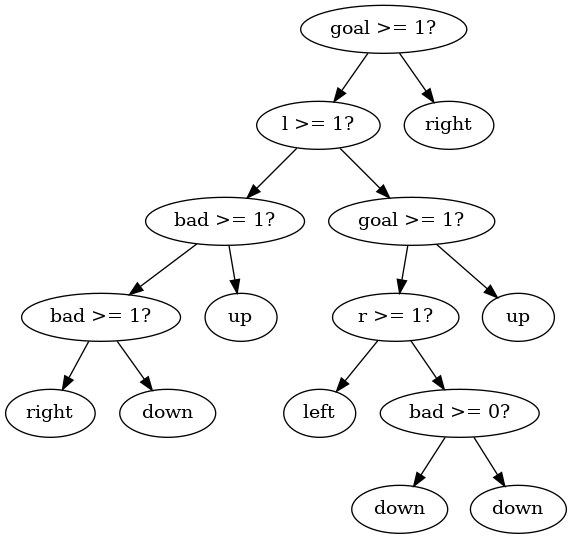 goal >= 1?
l >= 1?
right
bad >= 1?
goal >= 1?
bad >= 1?
up
r >= 1?
up
right
down
left
bad >= 0?
down
down